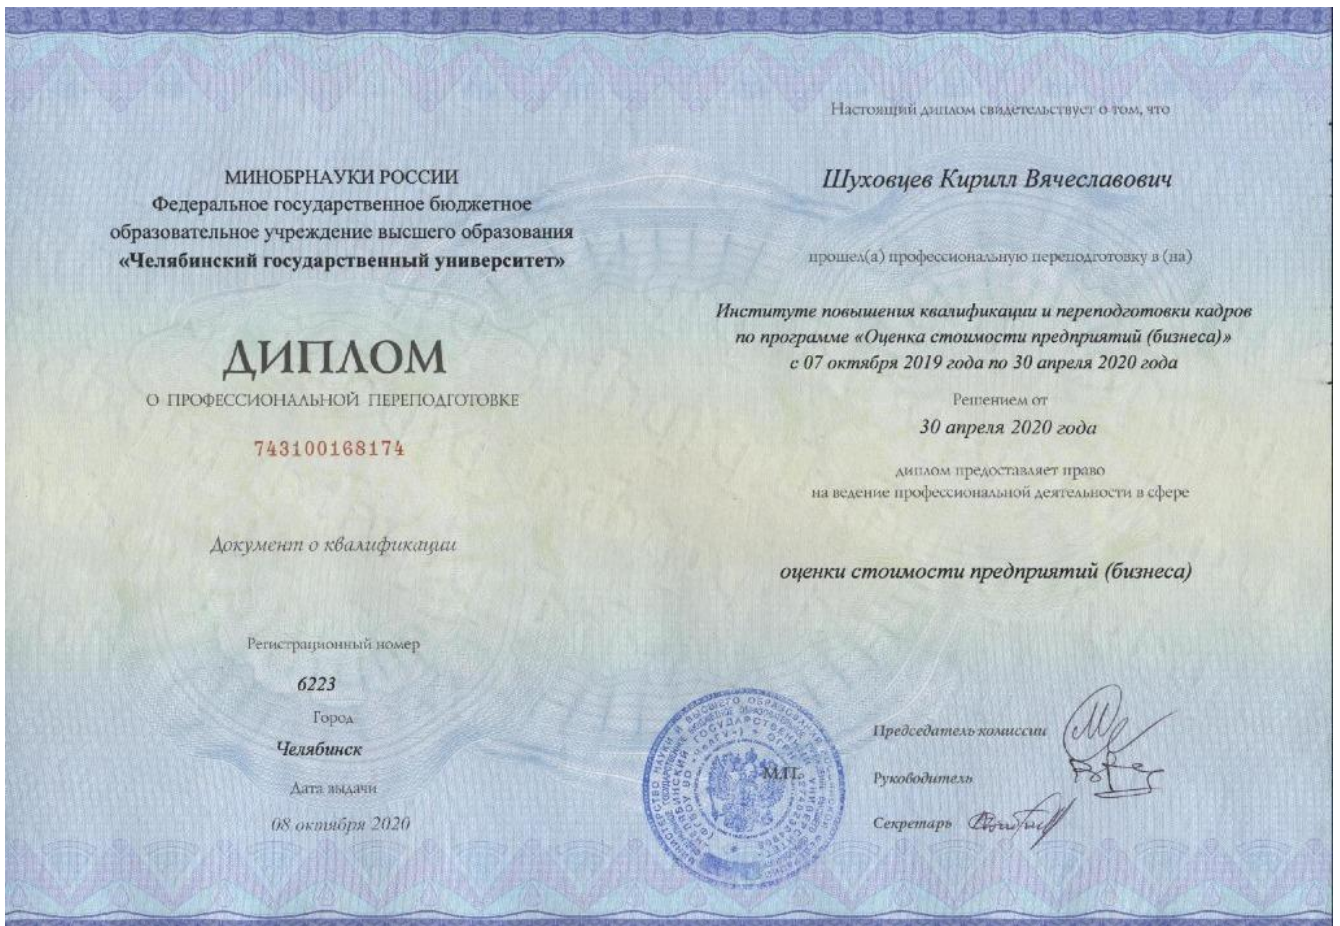 МИНОБРНАУКИ РОССИИ
Федеральное государственное бюджетное
образовательное учреждение высшего образования
«Челябинский государственный университет»
ДИПЛОМ
О ПРОФЕССИОНАЛЬНОЙ ПЕРЕПОДГОТОВКЕ
743100168174
Документ о квалификации
Регистрационный номер
6223
Город
Челябинск
Дата выдачи
08 октября 2020
Настоящий диплом свидетельствует о том, что
Шуховцев Кирилл Вячеславович
прошел(а) профессиональную переподготовку в (на)
Институте повышения квалификации и переподготовки кадров
по программе «Оценка стоимости предприятий (бизнеса)»
с 07 октября 2019 года по 30 апреля 2020 года
Решением от
30 апреля 2020 года
диплом предоставляет право
на ведение профессиональной деятельности в сфере
оценки стоимости предприятий (бизнеса)
Председатель комиссии
М.П.
Руководитель
Секретарь